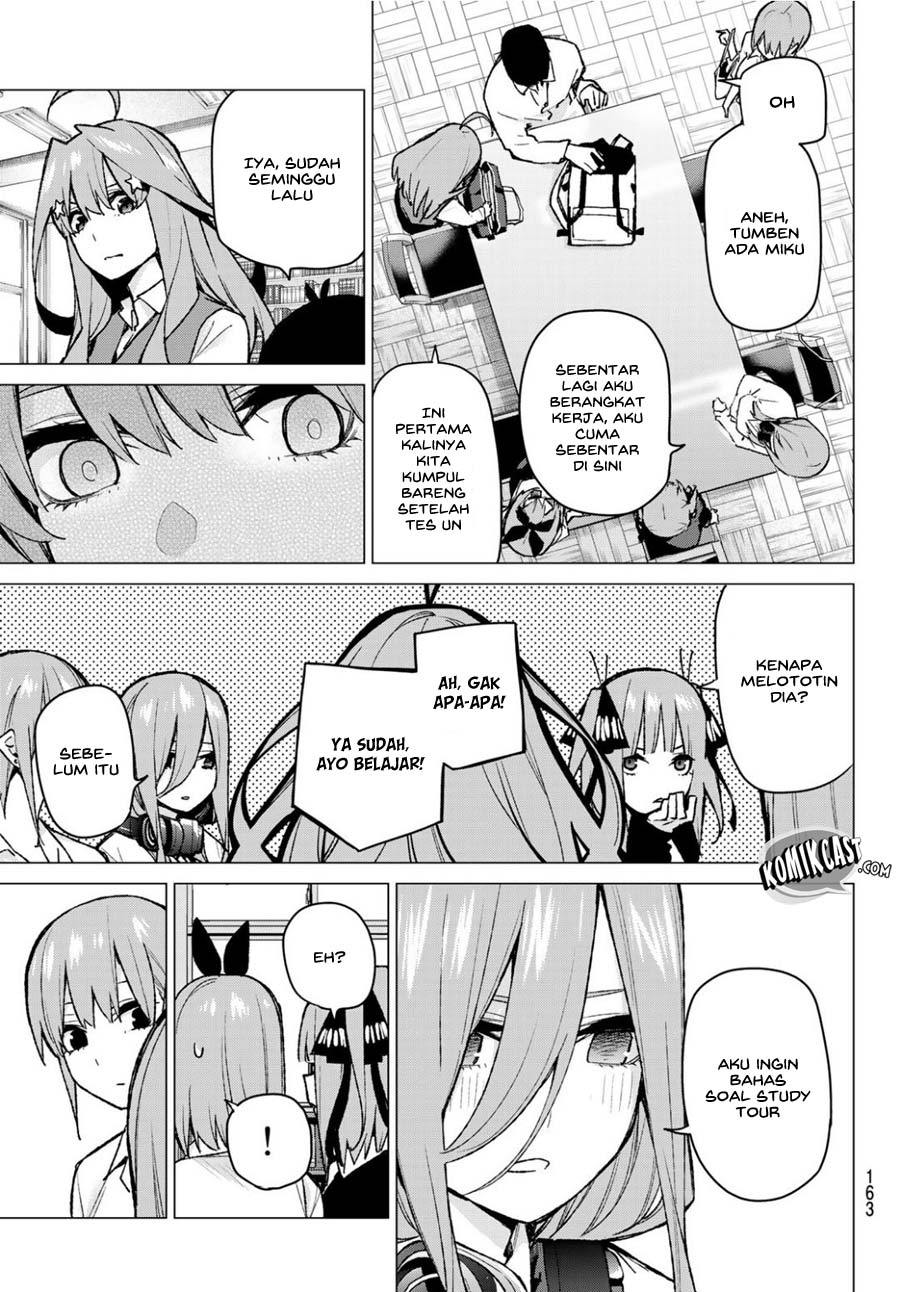 OH
ANEH,
TUMBEN
ADA MIKU
SEBENTAR
LAGI AKU
BERANGKAT
KERJA, AKU
CUMA
SEBENTAR
DI SINI
INI
PERTAMA
KALINYA
KITA
KUMPUL
BARENG
SETELAH
TES UN
IYA, SUDAH
SEMINGGU
LALU
KENAPA
MELOTOTIN
DIA?
AH, GAK
APA-APA!
YA SUDAH,
AYO BELAJAR!
SEBE-
LUM ITU
KOMIKCAST.COM
AKU INGIN
BAHAS
SOAL STUDY
TOUR
EH?
!
163